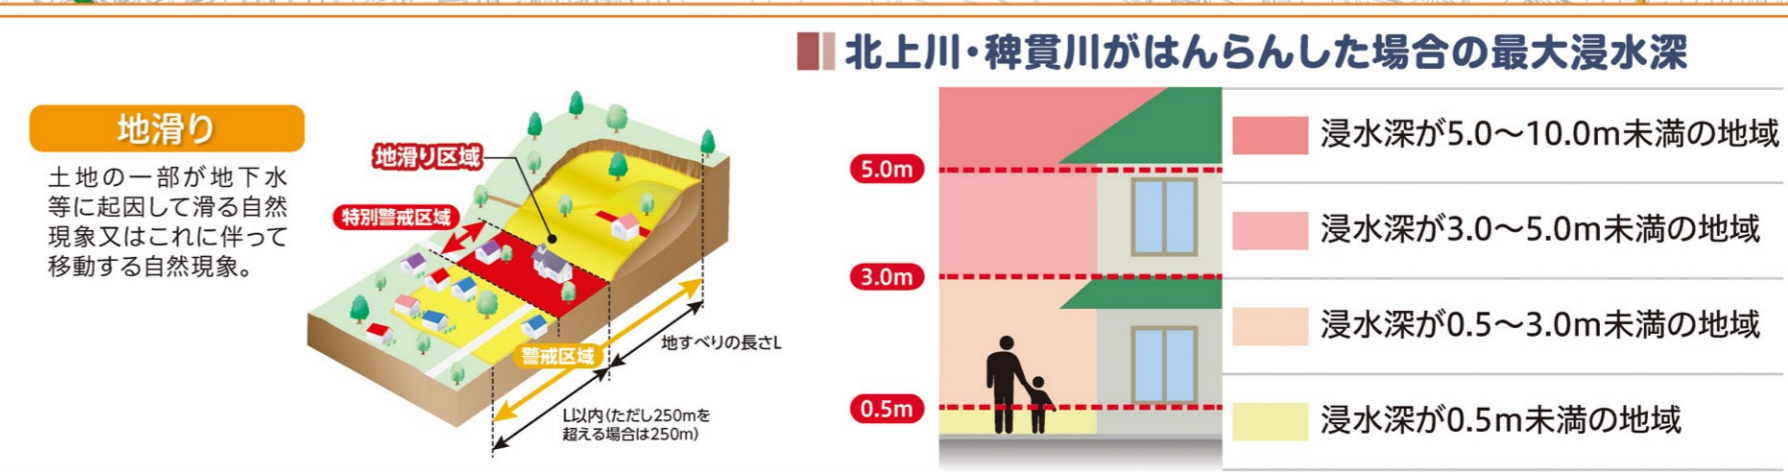 地滑り
土地の一部が地下水
等に起因して滑る自然
現象又はこれに伴って
移動する自然現象。
地滑り区域
特別警戒区域
警戒区域
地すべりの長さL
L以内(ただし250mを
超える場合は250m)
北上川・稗貫川がはんらんした場合の最大浸水深
5.0m
3.0m
0.5m
浸水深が5.0～10.0m未満の地域
浸水深が3.0～5.0m未満の地域
浸水深が0.5～3.0m未満の地域
浸水深が0.5m未満の地域